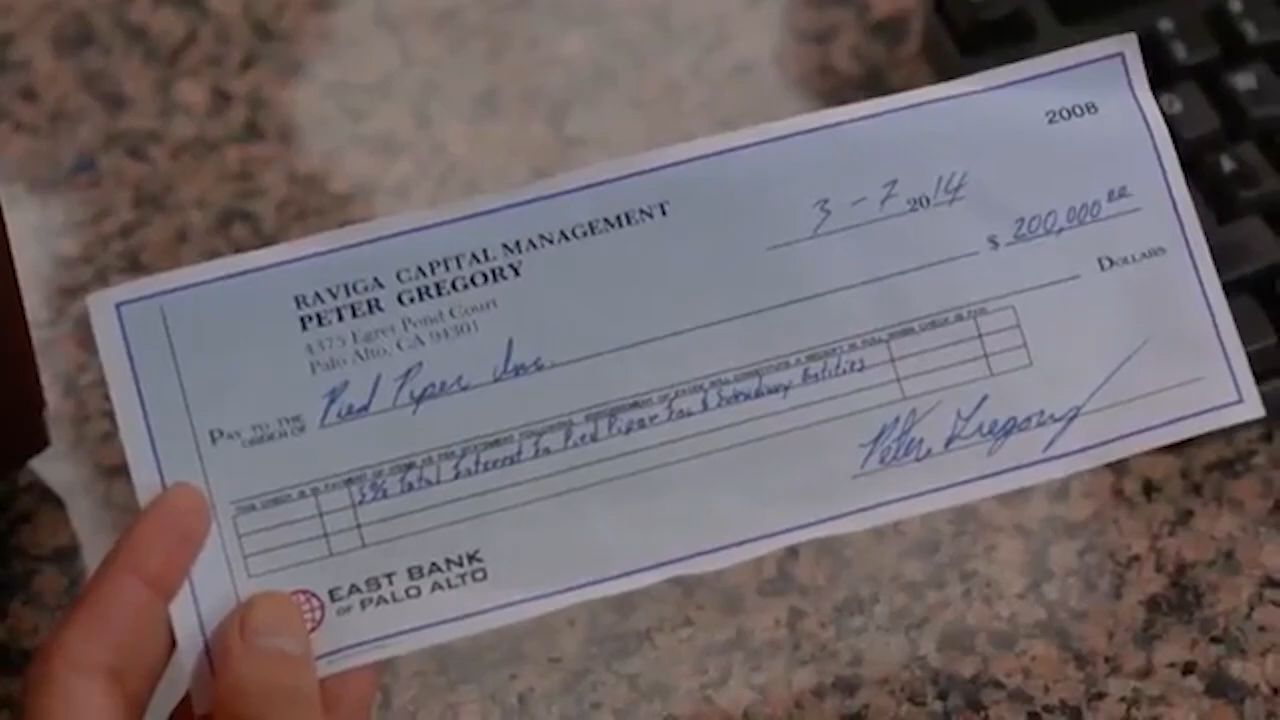 2008
RAVIGA CAPITAL MANAGEMENT
PETER GREGORY
4375 Egret Pond Court
Palo Alto, CA 94301
3-7 2014
PAY TO THE ORDER OF Pied Piper Inc. $ 200,000 00
DOLLARS
5% Total Interest In Pied Piper Inc & Subsidiary Entities
Peter Gregory
EAST BANK
OF PALO ALTO